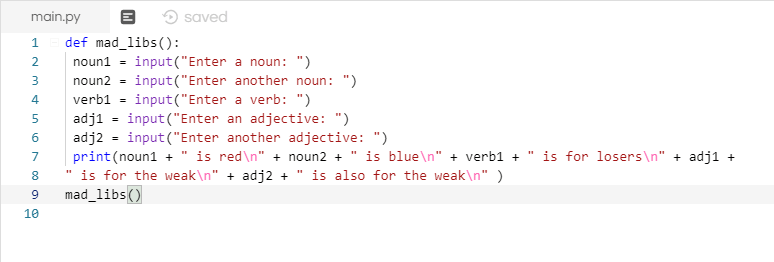 main.py saved
1 def mad_libs():
2  noun1 = input("Enter a noun: ")
3  noun2 = input("Enter another noun: ")
4  verb1 = input("Enter a verb: ")
5  adj1 = input("Enter an adjective: ")
6  adj2 = input("Enter another adjective: ")
7  print(noun1 + " is red\n" + noun2 + " is blue\n" + verb1 + " is for losers\n" + adj1 +
8 " is for the weak\n" + adj2 + " is also for the weak\n" )
9 mad_libs()
10